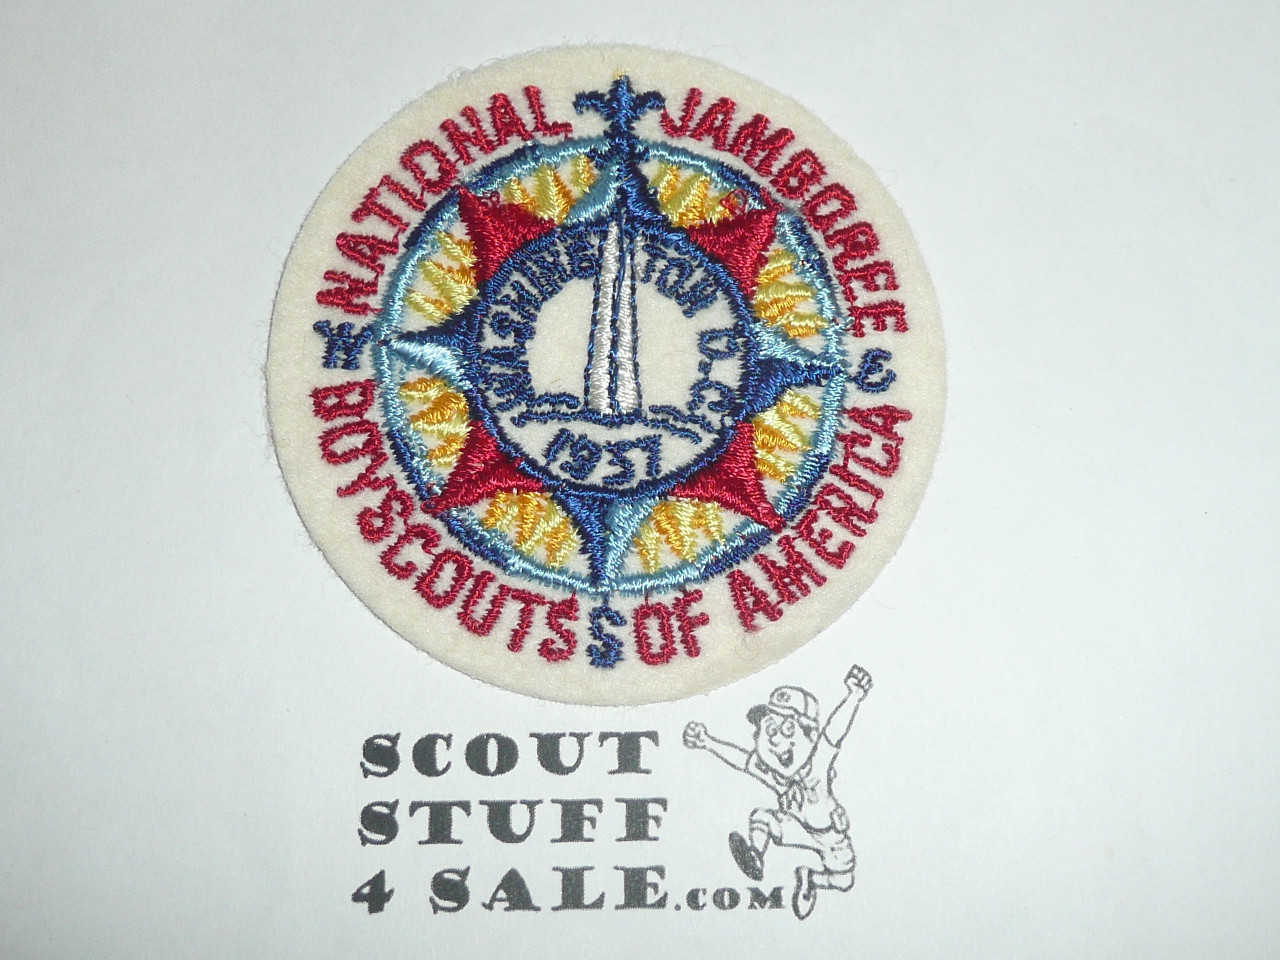 NATIONAL JAMBOREE
W
E
WASHINGTON D.C.
1937
BOY SCOUTS OF AMERICA
S
SCOUT
STUFF
4 SALE.COM